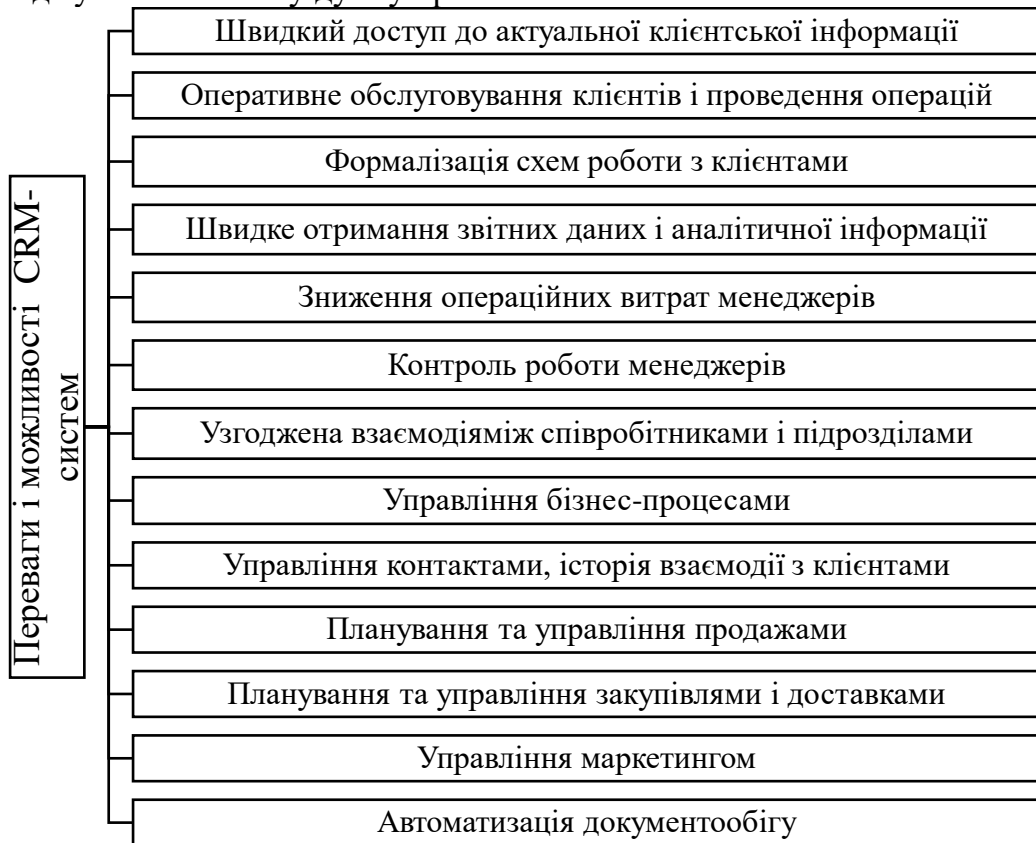 Швидкий доступ до актуальної клієнтської інформації
Оперативне обслуговування клієнтів і проведення операцій
Формалізація схем роботи з клієнтами
Швидке отримання звітних даних і аналітичної інформації
Зниження операційних витрат менеджерів
Контроль роботи менеджерів
Переваги і можливості CRM-
систем
Узгоджена взаємодіяміж співробітниками і підрозділами
Управління бізнес-процесами
Управління контактами, історія взаємодії з клієнтами
Планування та управління продажами
Планування та управління закупівлями і доставками
Управління маркетингом
Автоматизація документообігу